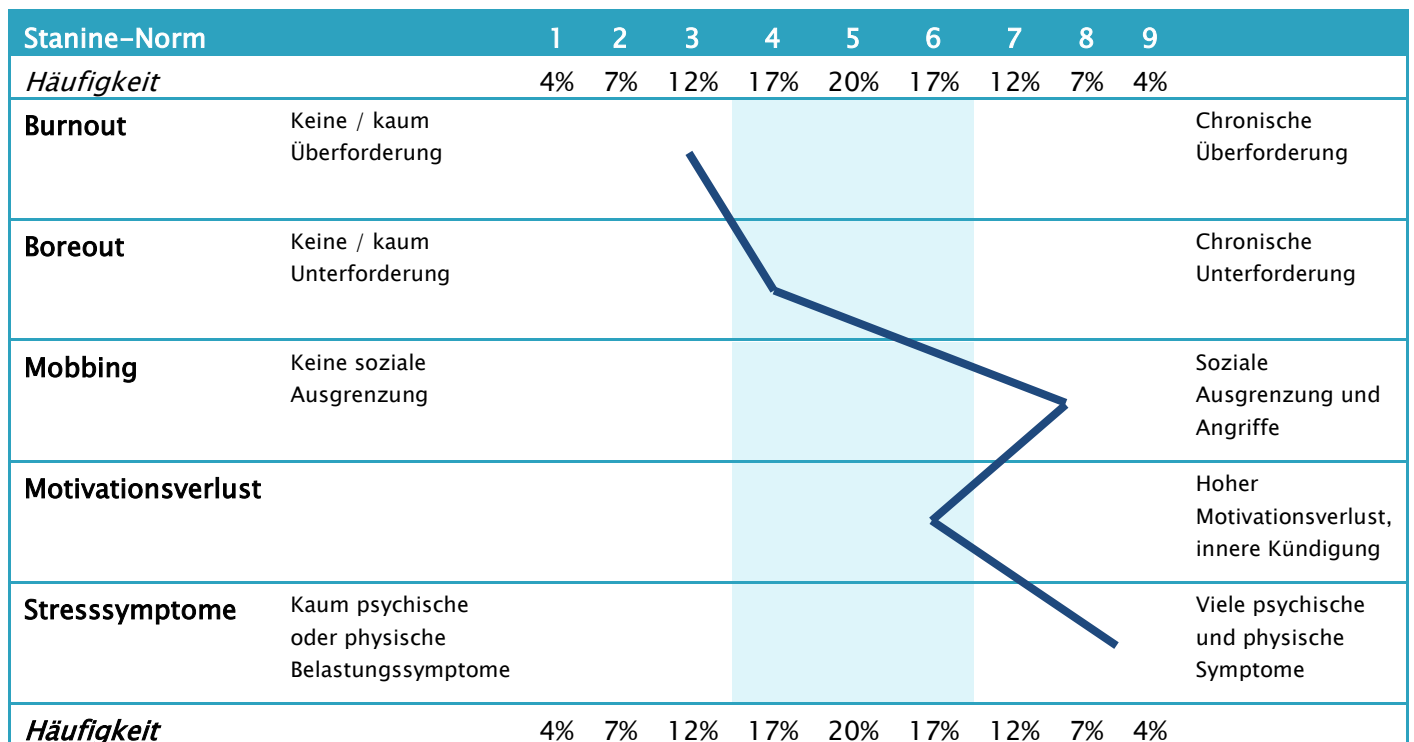 Stanine-Norm 1 2 3 4 5 6 7 8 9
Häufigkeit 4% 7% 12% 17% 20% 17% 12% 7% 4%
Burnout Keine / kaum Chronische
Überforderung Überforderung
Boreout Keine / kaum Chronische
Unterforderung Unterforderung
Mobbing Keine soziale Soziale
Ausgrenzung Ausgrenzung und
Angriffe
Motivationsverlust Hoher
Motivationsverlust,
innere Kündigung
Stresssymptome Kaum psychische Viele psychische
oder physische und physische
Belastungssymptome Symptome
Häufigkeit 4% 7% 12% 17% 20% 17% 12% 7% 4%